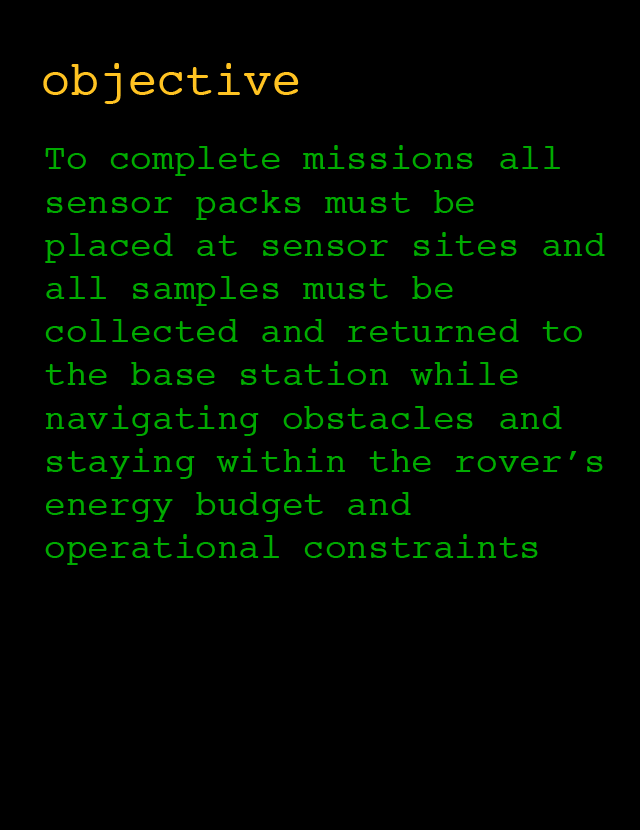 objective
To complete missions all
sensor packs must be
placed at sensor sites and
all samples must be
collected and returned to
the base station while
navigating obstacles and
staying within the rover’s
energy budget and
operational constraints